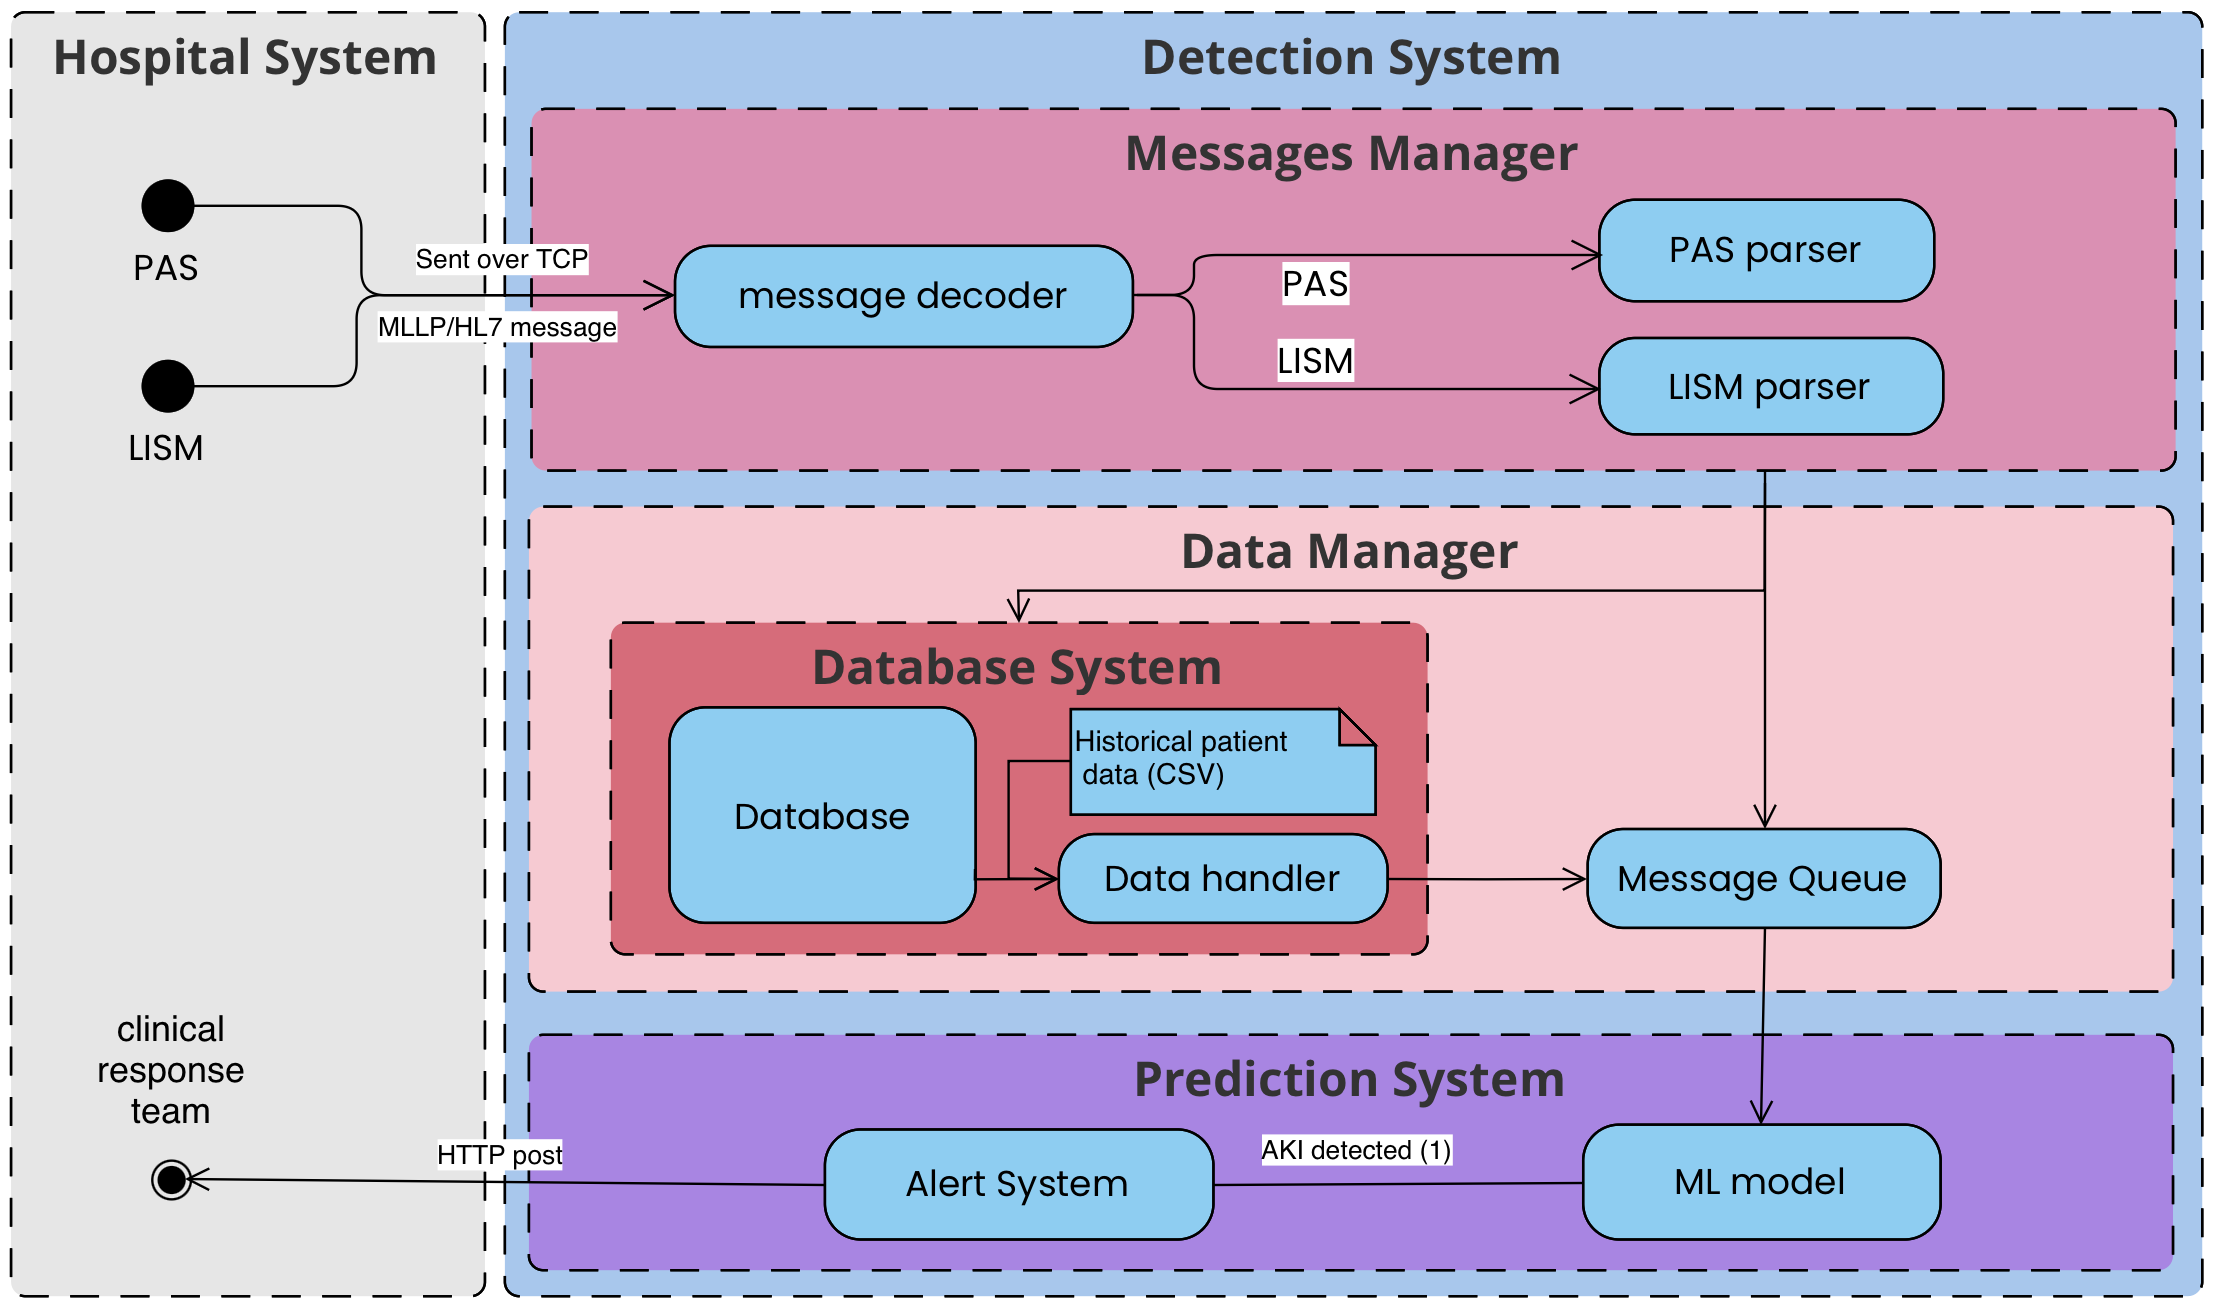 Hospital System
Detection System
Messages Manager
PAS
LISM
Sent over TCP
MLLP/HL7 message
message decoder
PAS
LISM
PAS parser
LISM parser
Data Manager
Database System
Database
Historical patient
data (CSV)
Data handler
Message Queue
Prediction System
clinical
response
team
HTTP post
Alert System
AKI detected (1)
ML model